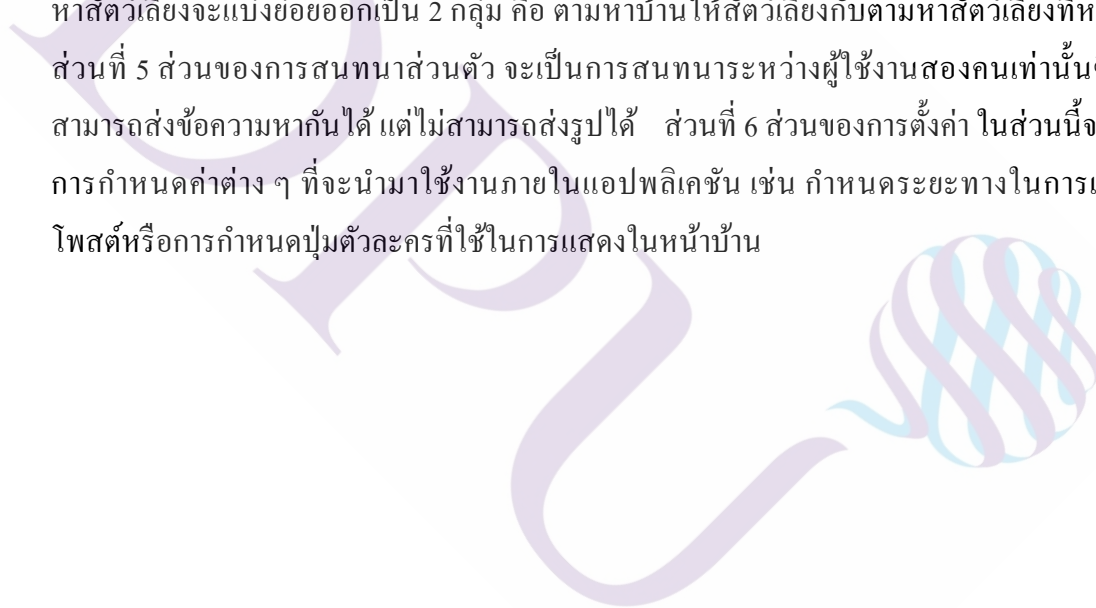 หาสัตว์เลี้ยงจะแบ่งย่อยออกเป็น 2 กลุ่ม คือ ตามหาบ้านให้สัตว์เลี้ยงกับตามหาสัตว์เลี้ยงที่
ส่วนที่ 5 ส่วนของการสนทนาส่วนตัว จะเป็นการสนทนาระหว่างผู้ใช้งานสองคนเท่านั้น
สามารถส่งข้อความหากันได้ แต่ไม่สามารถส่งรูปได้ ส่วนที่ 6 ส่วนของการตั้งค่า ในส่วนนี้
การกำหนดค่าต่าง ๆ ที่จะนำมาใช้งานภายในแอปพลิเคชัน เช่น กำหนดระยะทางในการ
โพสต์หรือการกำหนดปุ่มตัวละครที่ใช้ในการแสดงในหน้าบ้าน
DPU